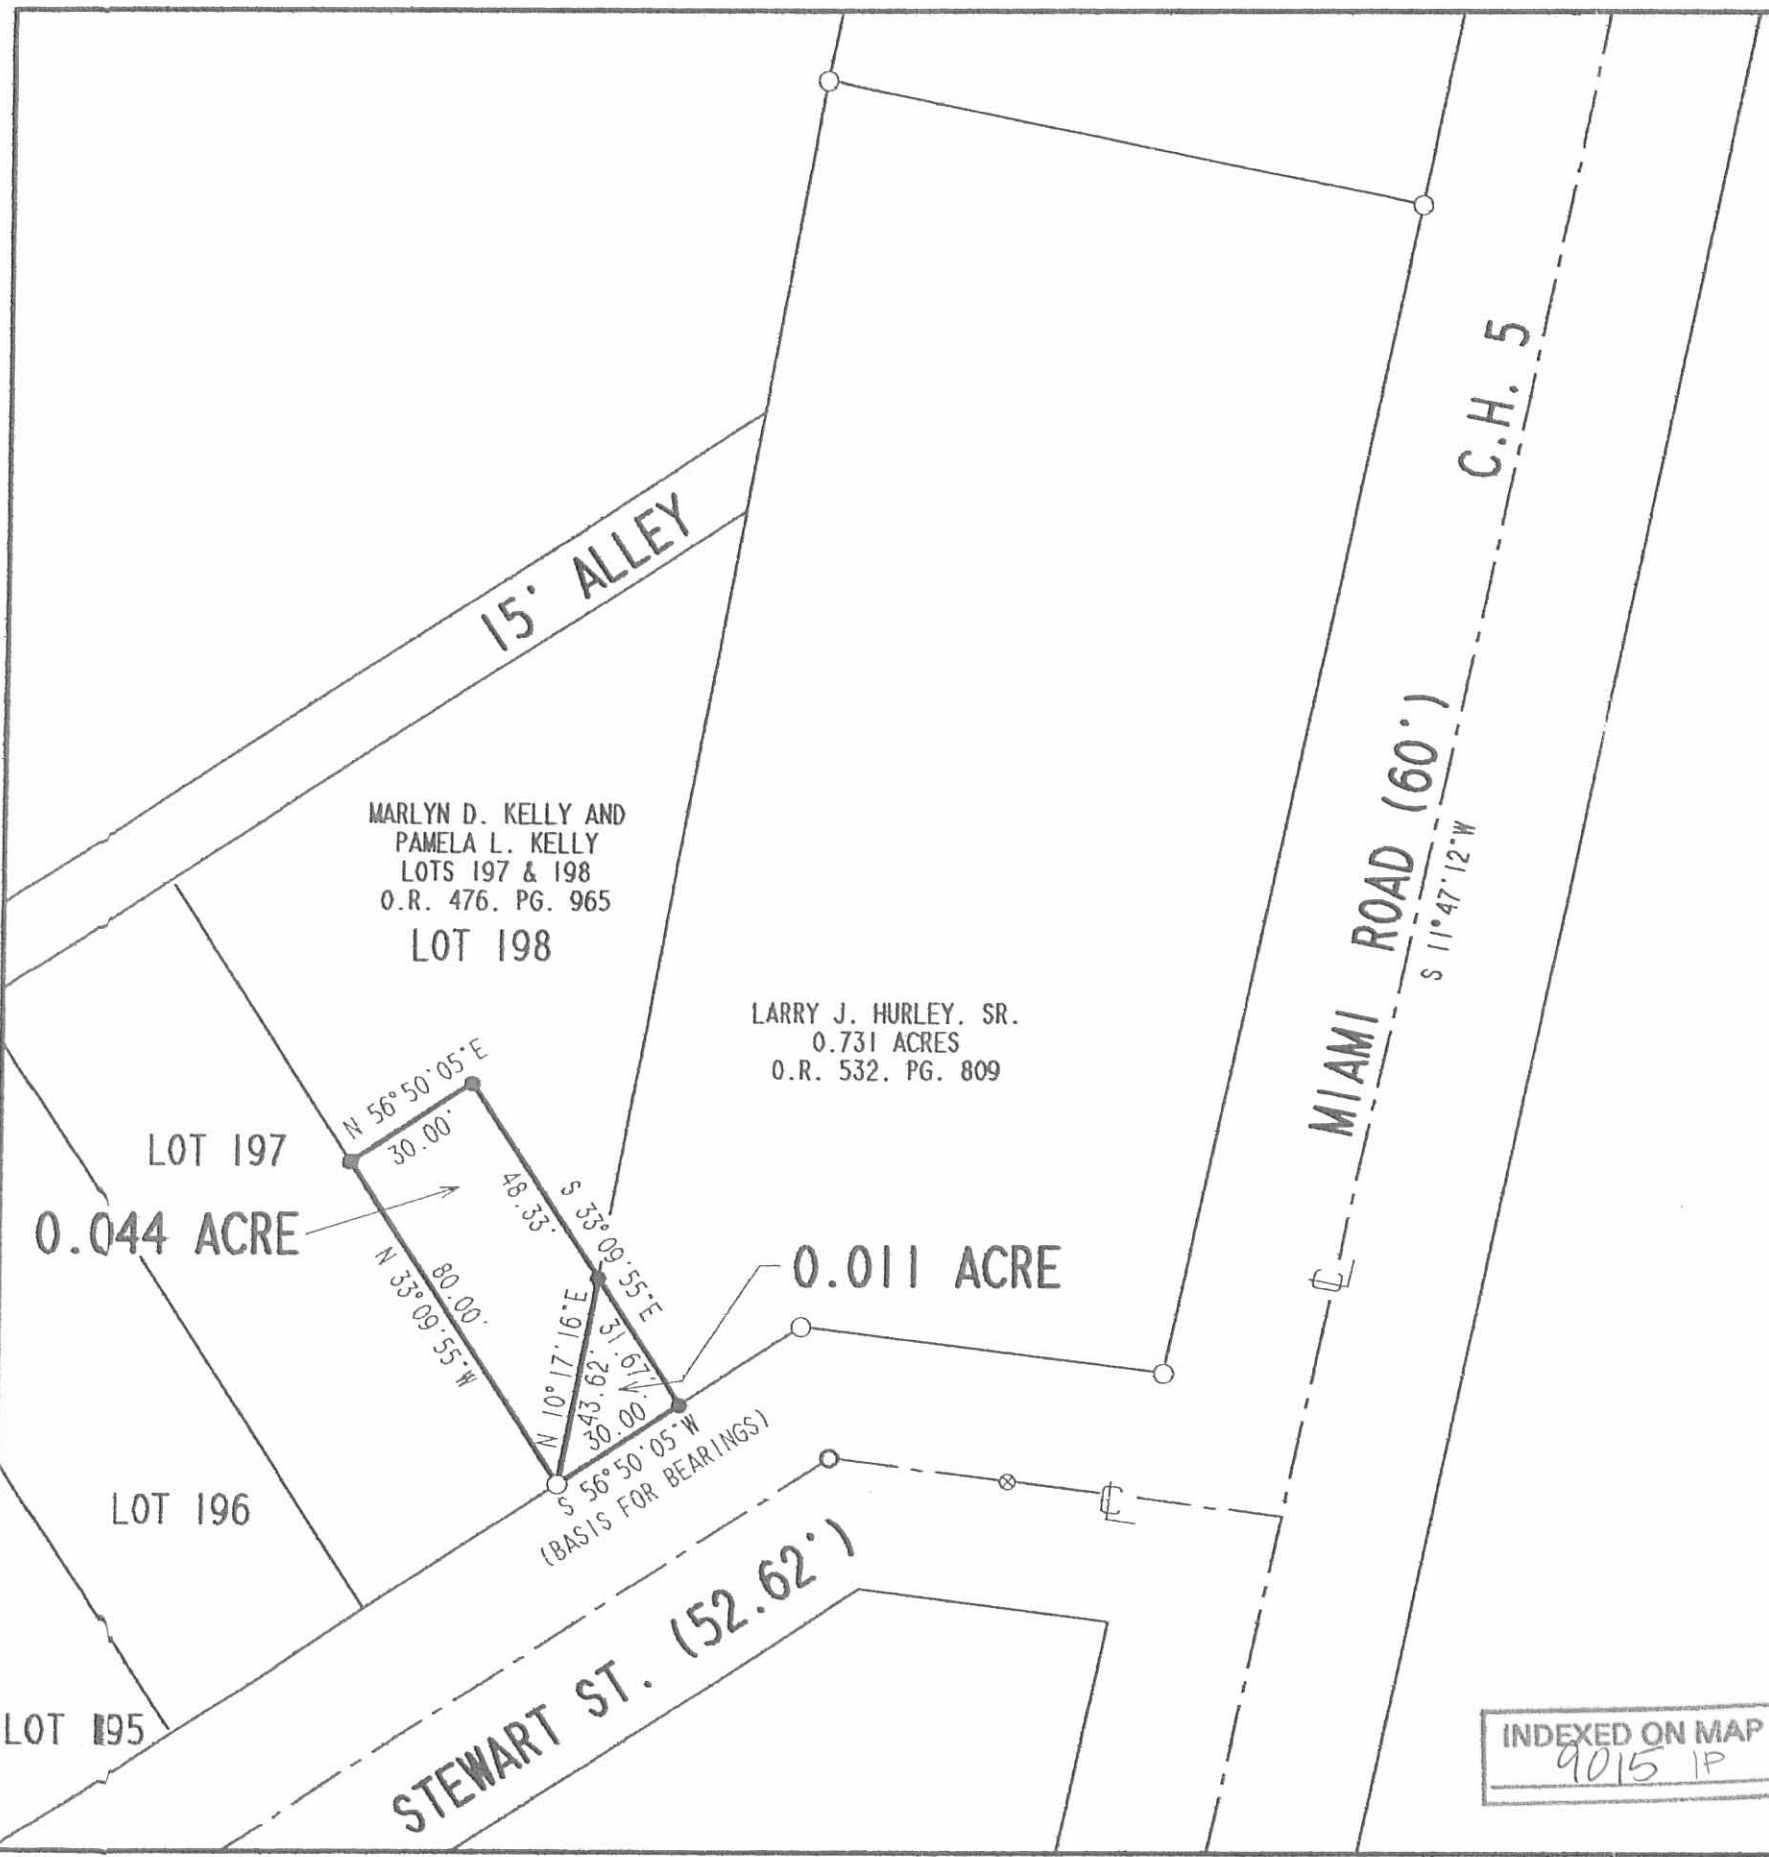 C.H. 5
15' ALLEY
MIAMI ROAD (60')
S 11°47'12"W
MARLYN D. KELLY AND
PAMELA L. KELLY
LOTS 197 & 198
O.R. 476, PG. 965
LOT 198
LARRY J. HURLEY, SR.
0.731 ACRES
O.R. 532, PG. 809
N 56°50'05"E
30.00'
LOT 197
0.044 ACRE
48.33'
S 33°09'55"E
80.00'
N 33°09'55"W
0.011 ACRE
N 10°17'16"E
43.62'
31.67'
30.00'
S 56°50'05"W
(BASIS FOR BEARINGS)
CL
CL
LOT 196
STEWART ST. (52.62')
LOT 195
INDEXED ON MAP
9015 IP